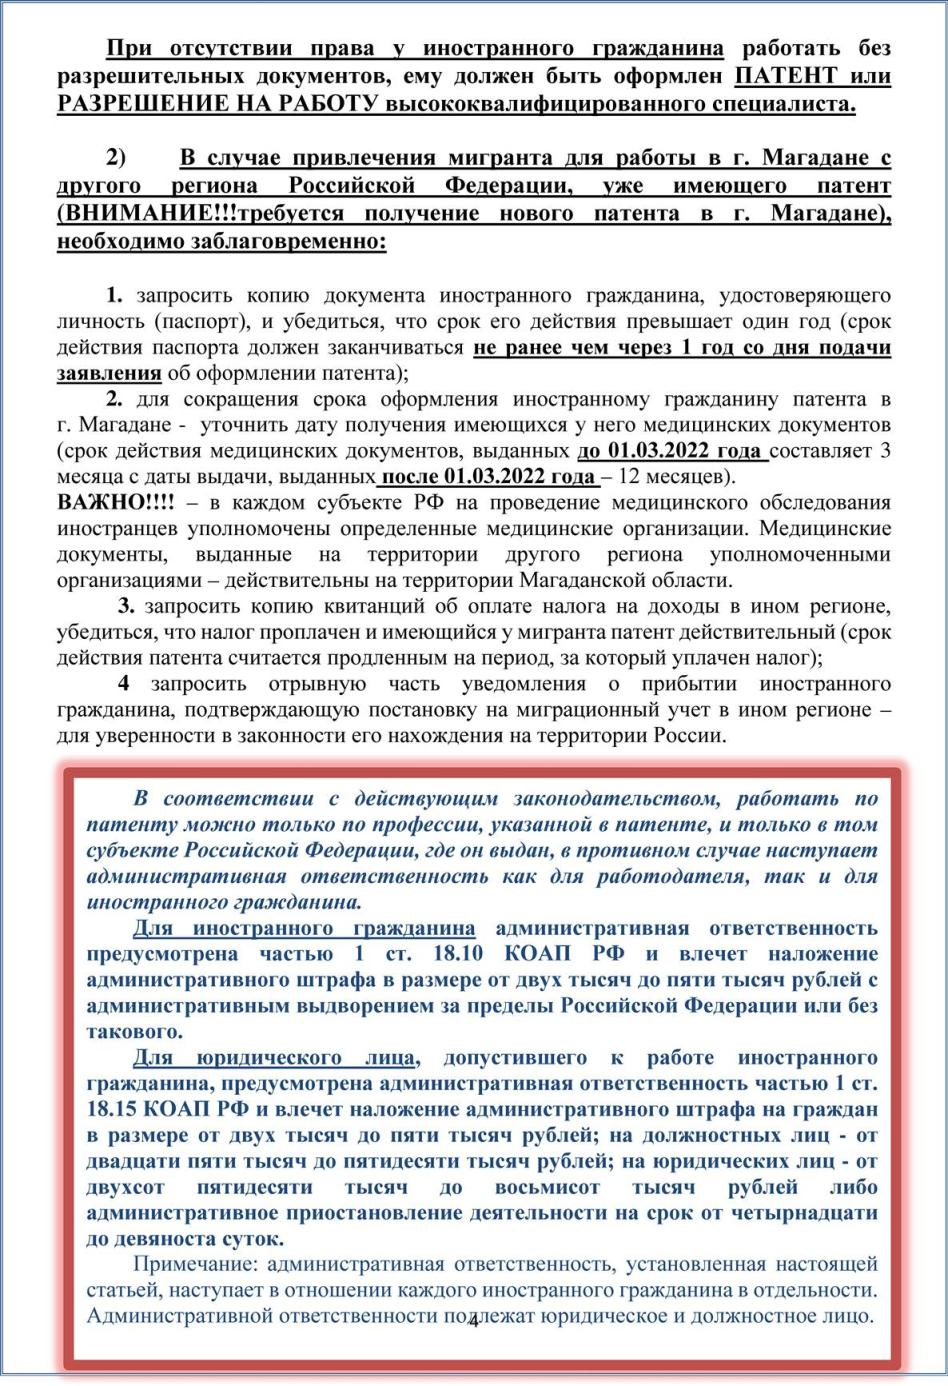 При отсутствии права у иностранного гражданина работать без
разрешительных документов, ему должен быть оформлен ПАТЕНТ или
РАЗРЕШЕНИЕ НА РАБОТУ высококвалифицированного специалиста.
2) В случае привлечения мигранта для работы в г. Магадане с
другого региона Российской Федерации, уже имеющего патент
(ВНИМАНИЕ!!!требуется получение нового патента в г. Магадане),
необходимо заблаговременно:
1. запросить копию документа иностранного гражданина, удостоверяющего
личность (паспорт), и убедиться, что срок его действия превышает один год (срок
действия паспорта должен заканчиваться не ранее чем через 1 год со дня подачи
заявления об оформлении патента);
2. для сокращения срока оформления иностранному гражданину патента в
г. Магадане - уточнить дату получения имеющихся у него медицинских документов
(срок действия медицинских документов, выданных до 01.03.2022 года составляет 3
месяца с даты выдачи, выданных после 01.03.2022 года – 12 месяцев).
ВАЖНО!!!! – в каждом субъекте РФ на проведение медицинского обследования
иностранцев уполномочены определенные медицинские организации. Медицинские
документы, выданные на территории другого региона уполномоченными
организациями – действительны на территории Магаданской области.
3. запросить копию квитанций об оплате налога на доходы в ином регионе,
убедиться, что налог проплачен и имеющийся у мигранта патент действительный (срок
действия патента считается продленным на период, за который уплачен налог);
4 запросить отрывную часть уведомления о прибытии иностранного
гражданина, подтверждающую постановку на миграционный учет в ином регионе –
для уверенности в законности его нахождения на территории России.
В соответствии с действующим законодательством, работать по
патенту можно только по профессии, указанной в патенте, и только в том
субъекте Российской Федерации, где он выдан, в противном случае наступает
административная ответственность как для работодателя, так и для
иностранного гражданина.
Для иностранного гражданина административная ответственность
предусмотрена частью 1 ст. 18.10 КОАП РФ и влечет наложение
административного штрафа в размере от двух тысяч до пяти тысяч рублей с
административным выдворением за пределы Российской Федерации или без
такового.
Для юридического лица, допустившего к работе иностранного
гражданина, предусмотрена административная ответственность частью 1 ст.
18.15 КОАП РФ и влечет наложение административного штрафа на граждан
в размере от двух тысяч до пяти тысяч рублей; на должностных лиц - от
двадцати пяти тысяч до пятидесяти тысяч рублей; на юридических лиц - от
двухсот пятидесяти тысяч до восьмисот тысяч рублей либо
административное приостановление деятельности на срок от четырнадцати
до девяноста суток.
Примечание: административная ответственность, установленная настоящей
статьей, наступает в отношении каждого иностранного гражданина в отдельности.
Административной ответственности подлежат юридическое и должностное лицо.
4